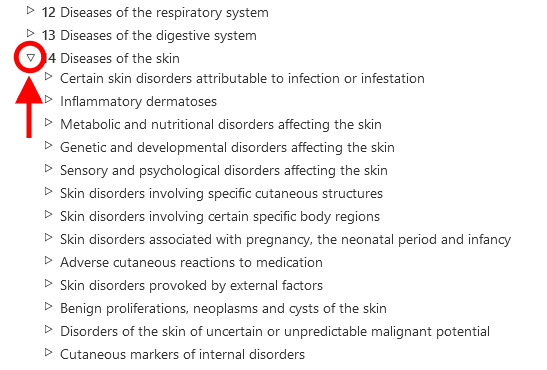 12 Diseases of the respiratory system
13 Diseases of the digestive system
14 Diseases of the skin
Certain skin disorders attributable to infection or infestation
Inflammatory dermatoses
Metabolic and nutritional disorders affecting the skin
Genetic and developmental disorders affecting the skin
Sensory and psychological disorders affecting the skin
Skin disorders involving specific cutaneous structures
Skin disorders involving certain specific body regions
Skin disorders associated with pregnancy, the neonatal period and infancy
Adverse cutaneous reactions to medication
Skin disorders provoked by external factors
Benign proliferations, neoplasms and cysts of the skin
Disorders of the skin of uncertain or unpredictable malignant potential
Cutaneous markers of internal disorders